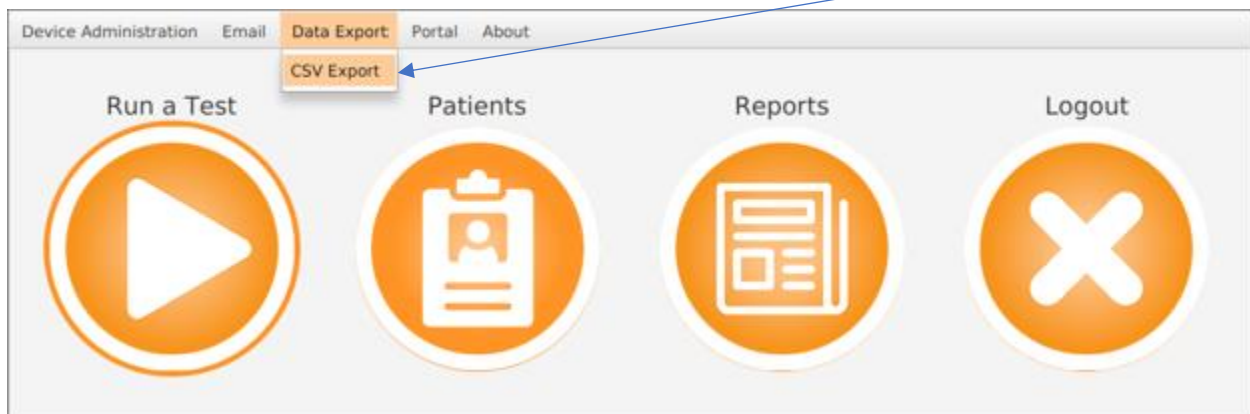 Device Administration Email Data Export Portal About
CSV Export
Run a Test Patients Reports Logout